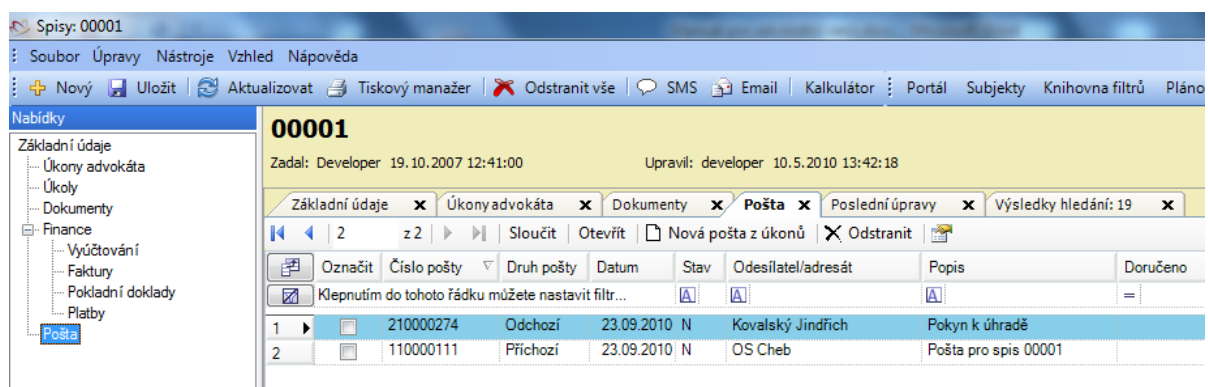 Spisy: 00001
Soubor Úpravy Nástroje Vzhled Nápověda
Nový Uložit Aktualizovat Tiskový manažer Odstranit vše SMS Email Kalkulátor Portál Subjekty Knihovna filtrů Pláno
Nabídky
Základní údaje
Úkony advokáta
Úkoly
Dokumenty
Finance
Vyúčtování
Faktury
Pokladní doklady
Platby
Pošta
00001
Zadal: Developer 19.10.2007 12:41:00 Upravil: developer 10.5.2010 13:42:18
Základní údaje x Úkony advokáta x Dokumenty x Pošta x Poslední úpravy x Výsledky hledání: 19 x
2 z 2 Sloučit Otevřít Nová pošta z úkonů Odstranit
Označit Číslo pošty Druh pošty Datum Stav Odesílatel/adresát Popis Doručeno
Klepnutím do tohoto řádku můžete nastavit filtr... A A A =
1 210000274 Odchozí 23.09.2010 N Kovalský Jindřich Pokyn k úhradě
2 110000111 Příchozí 23.09.2010 N OS Cheb Pošta pro spis 00001